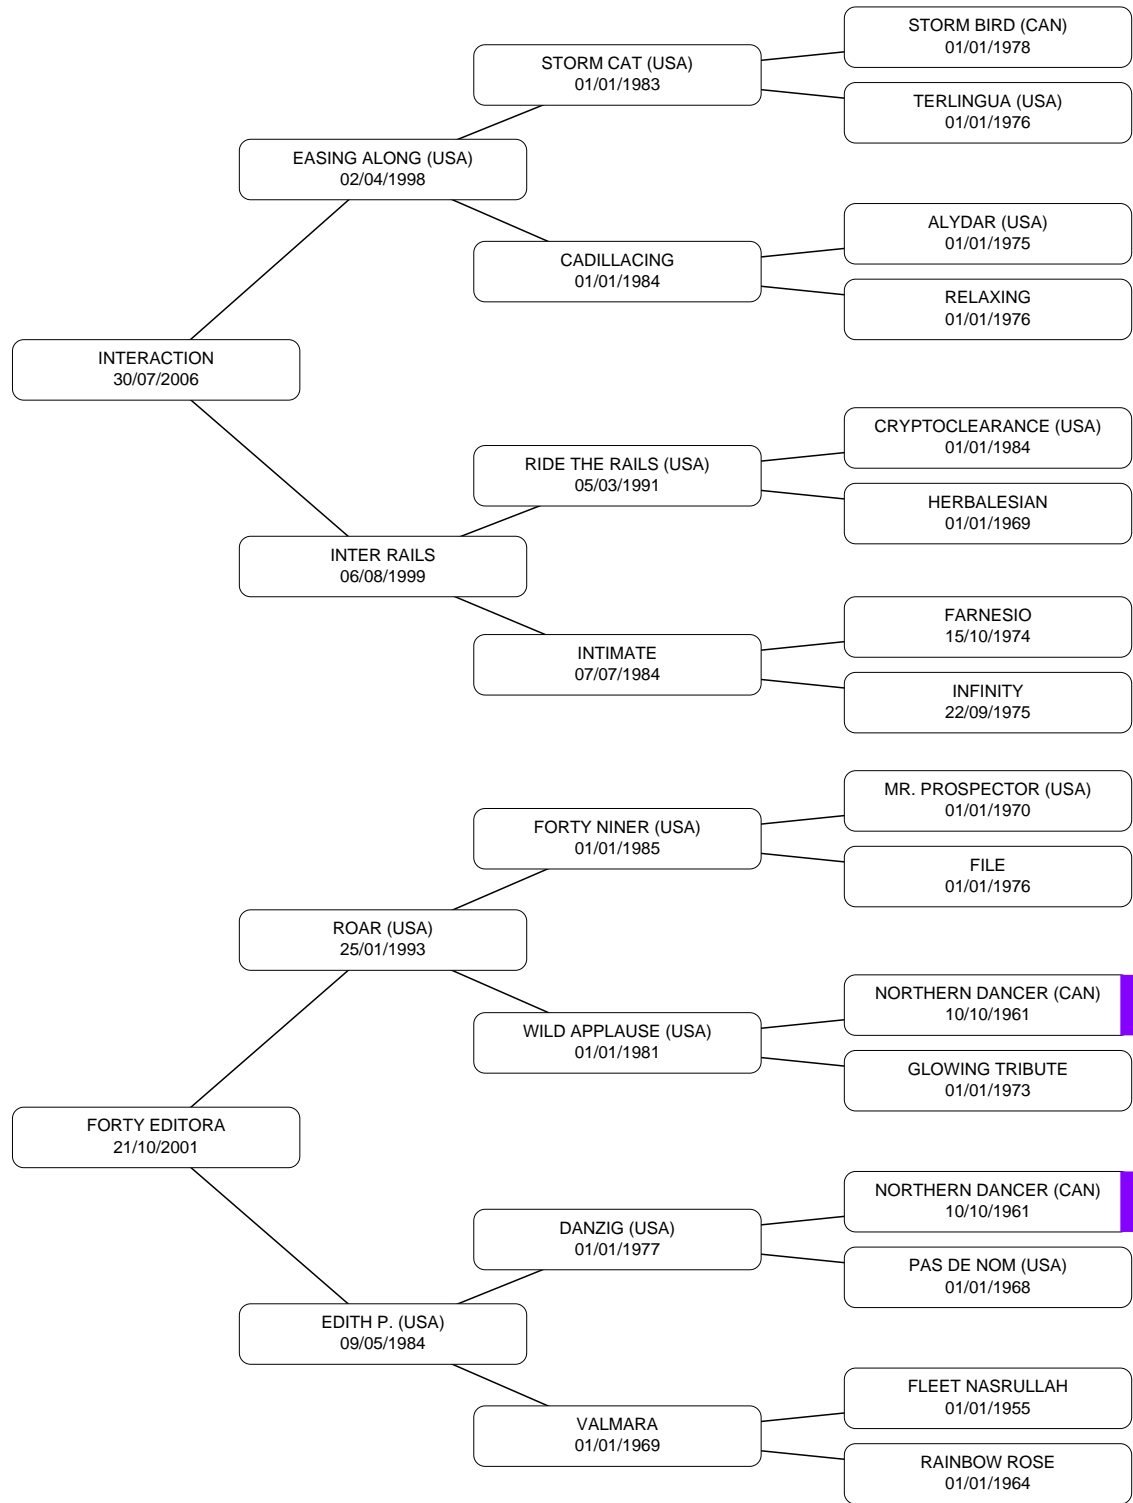 STORM BIRD (CAN)
01/01/1978
STORM CAT (USA)
01/01/1983
TERLINGUA (USA)
01/01/1976
EASING ALONG (USA)
02/04/1998
ALYDAR (USA)
01/01/1975
CADILLACING
01/01/1984
RELAXING
01/01/1976
INTERACTION
30/07/2006
CRYPTOCLEARANCE (USA)
01/01/1984
RIDE THE RAILS (USA)
05/03/1991
HERBALESIAN
01/01/1969
INTER RAILS
06/08/1999
FARNESIO
15/10/1974
INTIMATE
07/07/1984
INFINITY
22/09/1975
MR. PROSPECTOR (USA)
01/01/1970
FORTY NINER (USA)
01/01/1985
FILE
01/01/1976
ROAR (USA)
25/01/1993
NORTHERN DANCER (CAN)
10/10/1961
WILD APPLAUSE (USA)
01/01/1981
GLOWING TRIBUTE
01/01/1973
FORTY EDITORA
21/10/2001
NORTHERN DANCER (CAN)
10/10/1961
DANZIG (USA)
01/01/1977
PAS DE NOM (USA)
01/01/1968
EDITH P. (USA)
09/05/1984
FLEET NASRULLAH
01/01/1955
VALMARA
01/01/1969
RAINBOW ROSE
01/01/1964